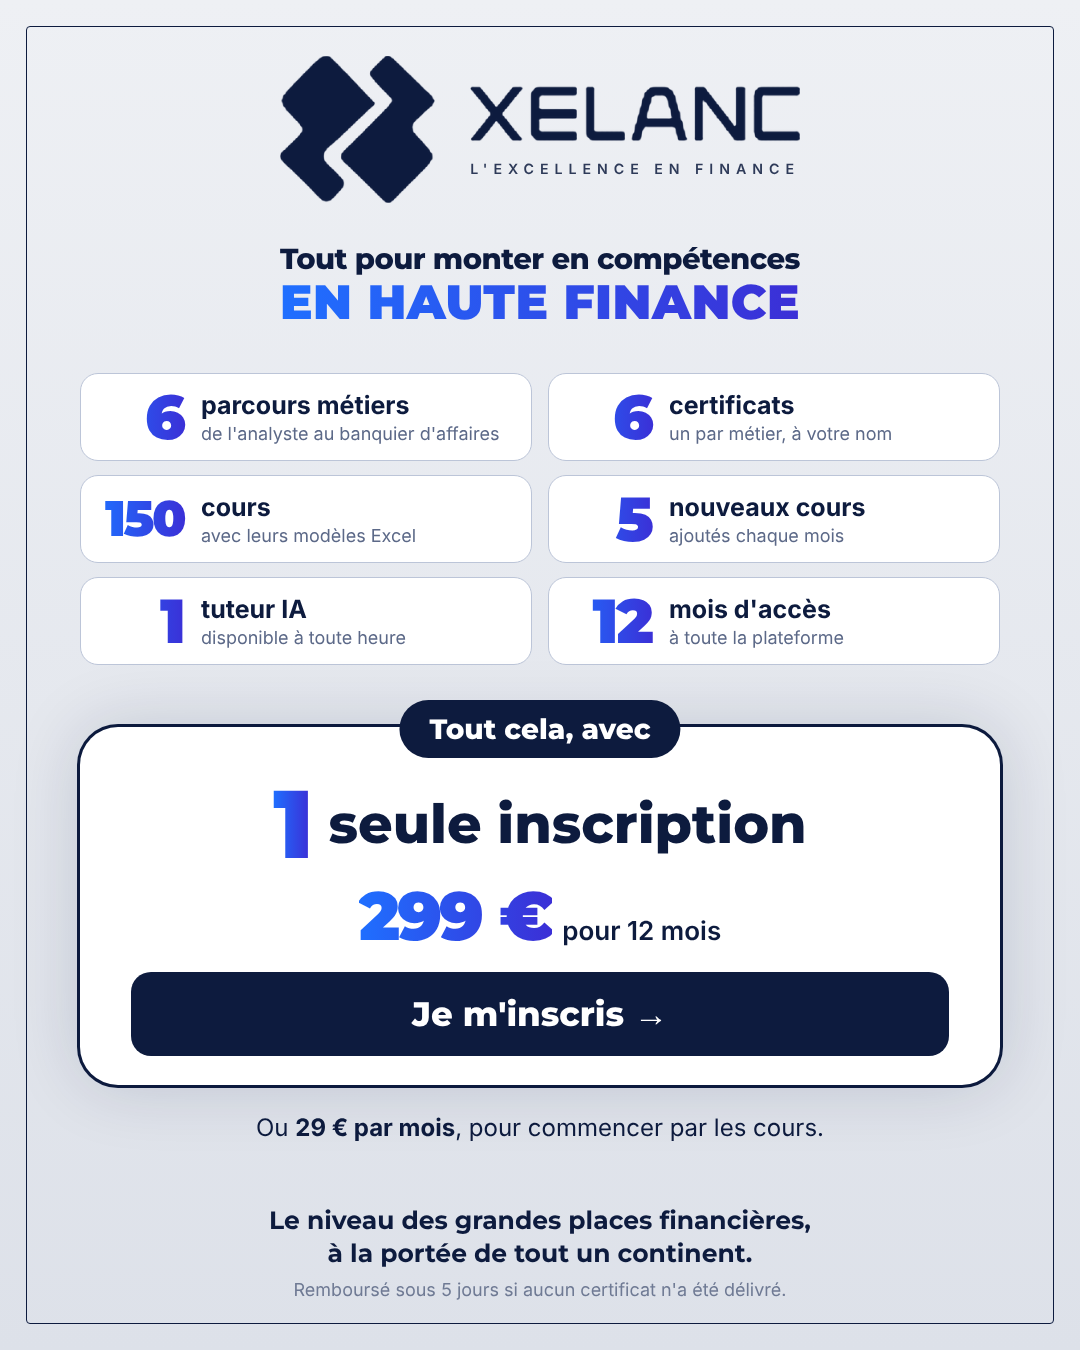 XELANC
L'EXCELLENCE EN FINANCE
Tout pour monter en compétences
EN HAUTE FINANCE
6 parcours métiers
de l'analyste au banquier d'affaires
6 certificats
un par métier, à votre nom
150 cours
avec leurs modèles Excel
5 nouveaux cours
ajoutés chaque mois
1 tuteur IA
disponible à toute heure
12 mois d'accès
à toute la plateforme
Tout cela, avec
1 seule inscription
299 € pour 12 mois
Je m'inscris →
Ou 29 € par mois, pour commencer par les cours.
Le niveau des grandes places financières,
à la portée de tout un continent.
Remboursé sous 5 jours si aucun certificat n'a été délivré.